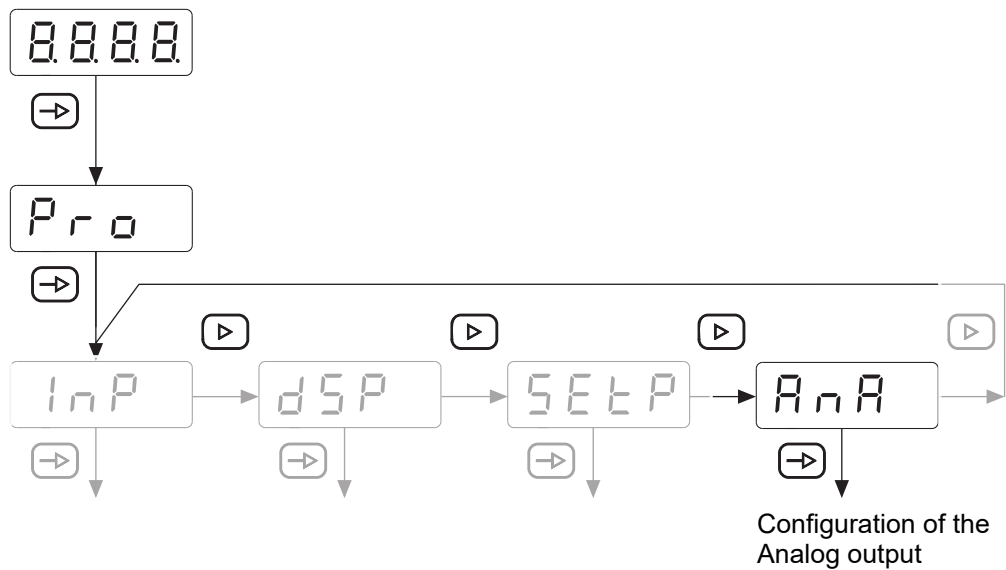 8.8.8.8.
Pro
InP
dSP
SEtP
AnA
Configuration of the
Analog output